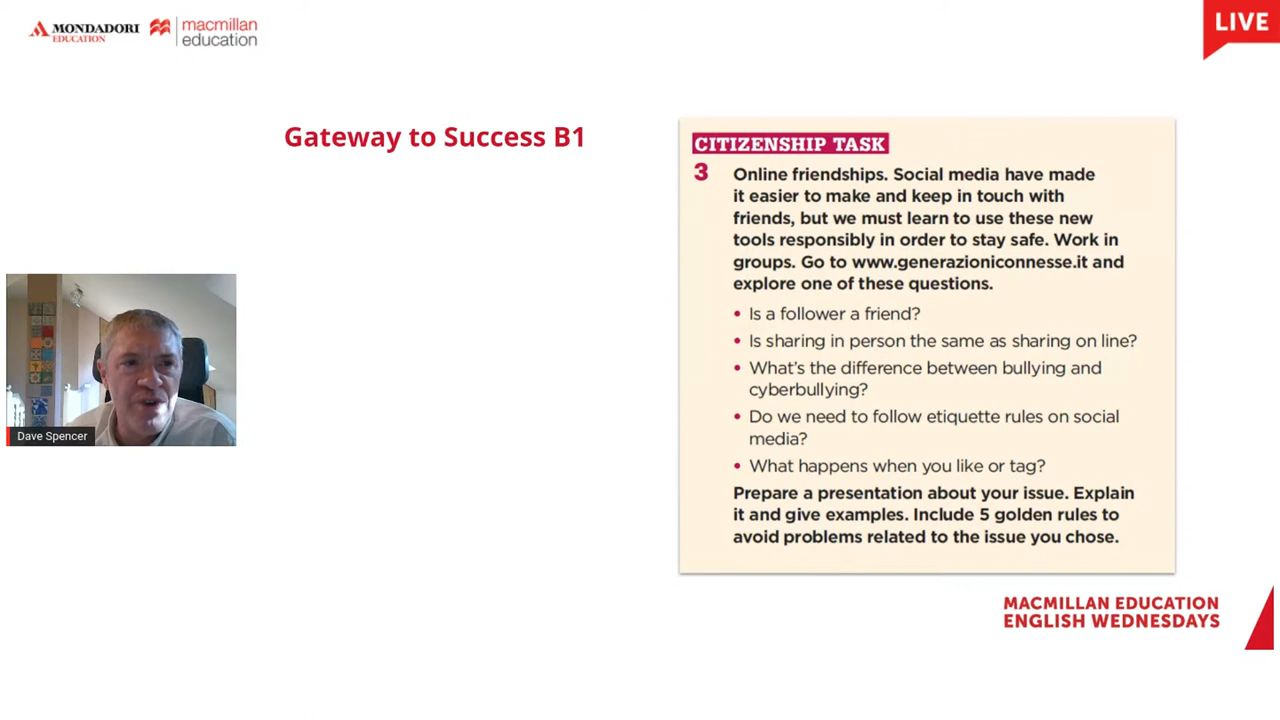 MONDADORI
EDUCATION
macmillan
education
LIVE
Gateway to Success B1
CITIZENSHIP TASK
3 Online friendships. Social media have made
it easier to make and keep in touch with
friends, but we must learn to use these new
tools responsibly in order to stay safe. Work in
groups. Go to www.generazioniconnesse.it and
explore one of these questions.
• Is a follower a friend?
• Is sharing in person the same as sharing on line?
• What's the difference between bullying and
cyberbullying?
• Do we need to follow etiquette rules on social
media?
• What happens when you like or tag?
Prepare a presentation about your issue. Explain
it and give examples. Include 5 golden rules to
avoid problems related to the issue you chose.
Dave Spencer
MACMILLAN EDUCATION
ENGLISH WEDNESDAYS